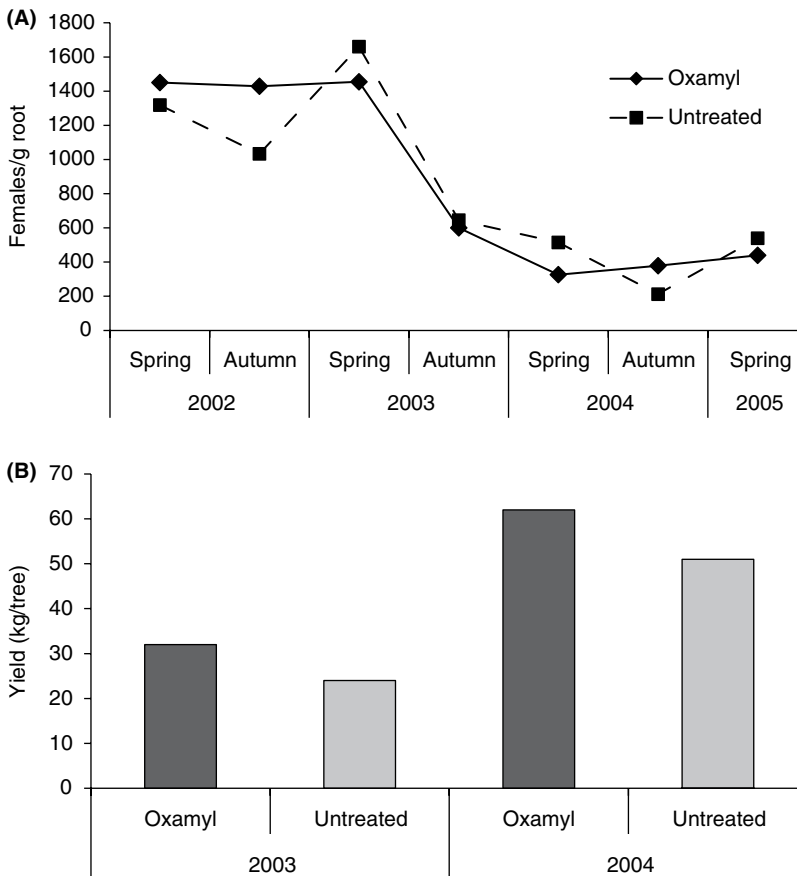 (A)
1800
1600
1400
1200
1000
800
600
400
200
0
Females/g root
Oxamyl
Untreated
Spring Autumn Spring Autumn Spring Autumn Spring
2002 2003 2004 2005
(B)
70
60
50
40
30
20
10
0
Yield (kg/tree)
Oxamyl Untreated Oxamyl Untreated
2003 2004